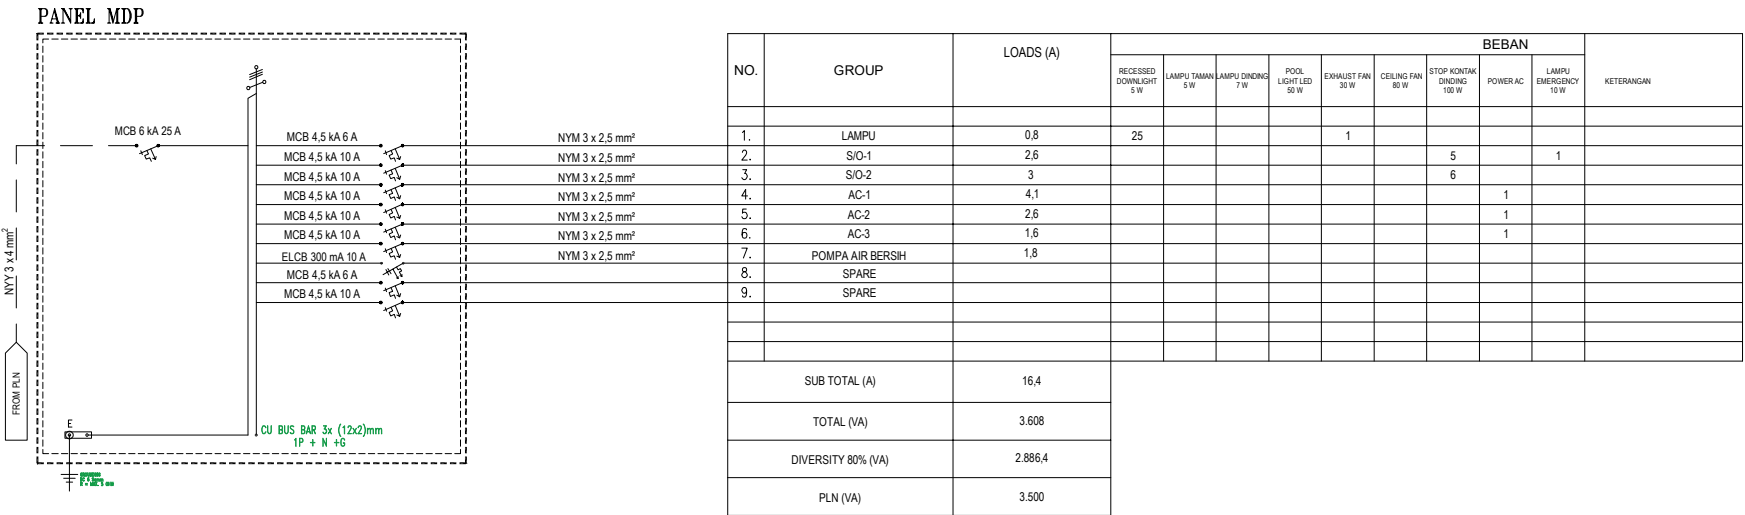 PANEL MDP
MCB 6 kA 25 A
NYY 3 x 4 mm²
FROM PLN
MCB 4,5 kA 6 A
MCB 4,5 kA 10 A
MCB 4,5 kA 10 A
MCB 4,5 kA 10 A
MCB 4,5 kA 10 A
MCB 4,5 kA 10 A
ELCB 300 mA 10 A
MCB 4,5 kA 6 A
MCB 4,5 kA 10 A
NYM 3 x 2,5 mm²
NYM 3 x 2,5 mm²
NYM 3 x 2,5 mm²
NYM 3 x 2,5 mm²
NYM 3 x 2,5 mm²
NYM 3 x 2,5 mm²
NYM 3 x 2,5 mm²
E
CU BUS BAR 3x (12x2)mm
1P + N +G
NO. GROUP LOADS (A) BEBAN
RECESSED DOWNLIGHT 5 W
LAMPU TAMAN 5 W
LAMPU DINDING 7 W
POOL LIGHT LED 50 W
EXHAUST FAN 30 W
CEILING FAN 80 W
STOP KONTAK DINDING 100 W
POWER AC
LAMPU EMERGENCY 10 W
KETERANGAN
1. LAMPU 0,8 25 1
2. S/O-1 2,6 5 1
3. S/O-2 3 6
4. AC-1 4,1 1
5. AC-2 2,6 1
6. AC-3 1,6 1
7. POMPA AIR BERSIH 1,8
8. SPARE
9. SPARE
SUB TOTAL (A) 16,4
TOTAL (VA) 3.608
DIVERSITY 80% (VA) 2.886,4
PLN (VA) 3.500